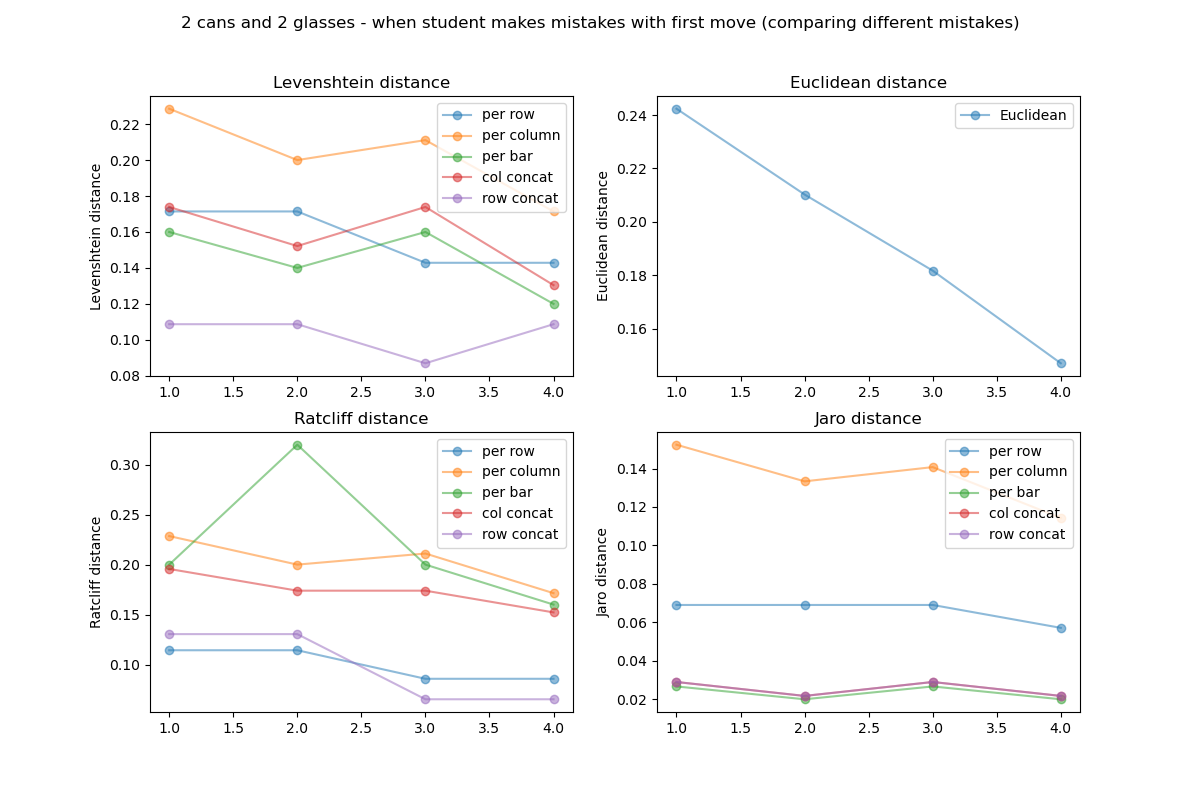 2 cans and 2 glasses - when student makes mistakes with first move (comparing different mistakes)
Levenshtein distance
Levenshtein distance
0.22
0.20
0.18
0.16
0.14
0.12
0.10
0.08
1.0 1.5 2.0 2.5 3.0 3.5 4.0
per row
per column
per bar
col concat
row concat
Euclidean distance
Euclidean distance
0.24
0.22
0.20
0.18
0.16
1.0 1.5 2.0 2.5 3.0 3.5 4.0
Euclidean
Ratcliff distance
Ratcliff distance
0.30
0.25
0.20
0.15
0.10
1.0 1.5 2.0 2.5 3.0 3.5 4.0
per row
per column
per bar
col concat
row concat
Jaro distance
Jaro distance
0.14
0.12
0.10
0.08
0.06
0.04
0.02
1.0 1.5 2.0 2.5 3.0 3.5 4.0
per row
per column
per bar
col concat
row concat